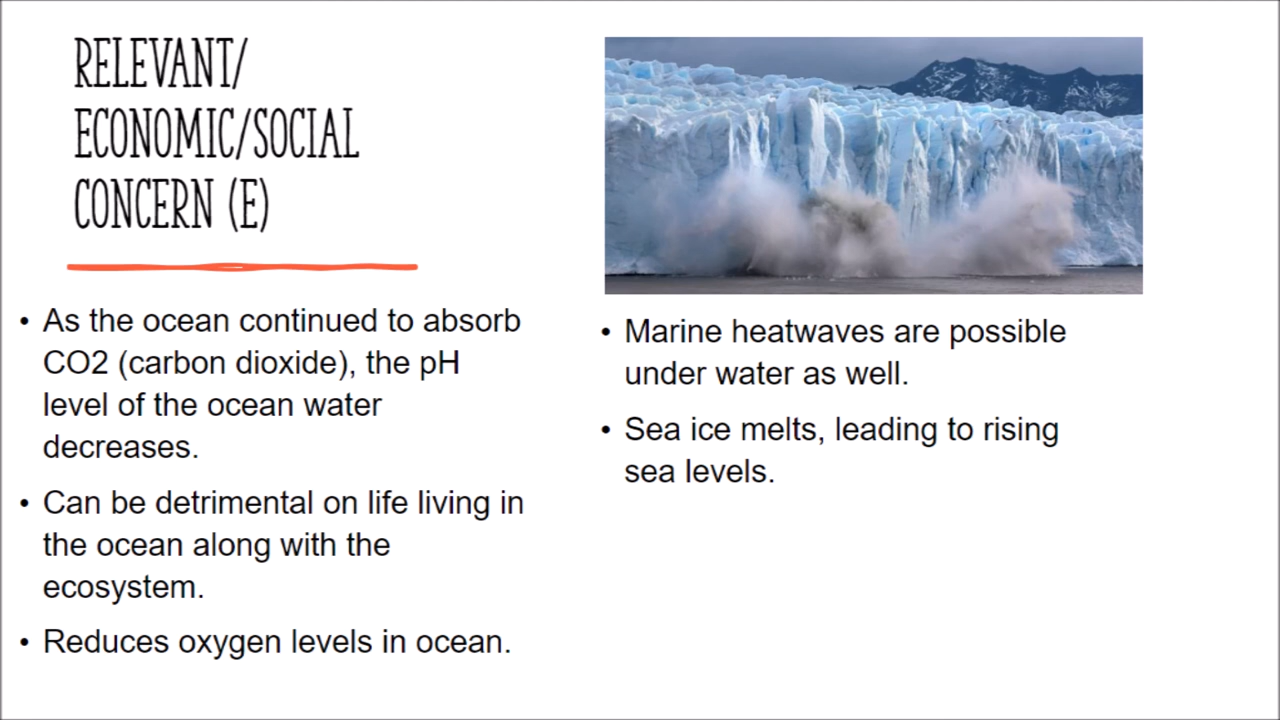 RELEVANT/
ECONOMIC/SOCIAL
CONCERN (E)
• As the ocean continued to absorb
CO2 (carbon dioxide), the pH
level of the ocean water
decreases.
• Can be detrimental on life living in
the ocean along with the
ecosystem.
• Reduces oxygen levels in ocean.
• Marine heatwaves are possible
under water as well.
• Sea ice melts, leading to rising
sea levels.